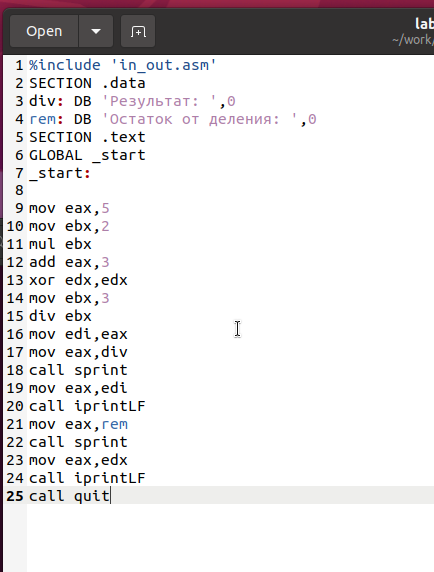 Open
lab
~/work/
1 %include 'in_out.asm'
2 SECTION .data
3 div: DB 'Результат: ',0
4 rem: DB 'Остаток от деления: ',0
5 SECTION .text
6 GLOBAL _start
7 _start:
8
9 mov eax,5
10 mov ebx,2
11 mul ebx
12 add eax,3
13 xor edx,edx
14 mov ebx,3
15 div ebx
16 mov edi,eax
17 mov eax,div
18 call sprint
19 mov eax,edi
20 call iprintLF
21 mov eax,rem
22 call sprint
23 mov eax,edx
24 call iprintLF
25 call quit